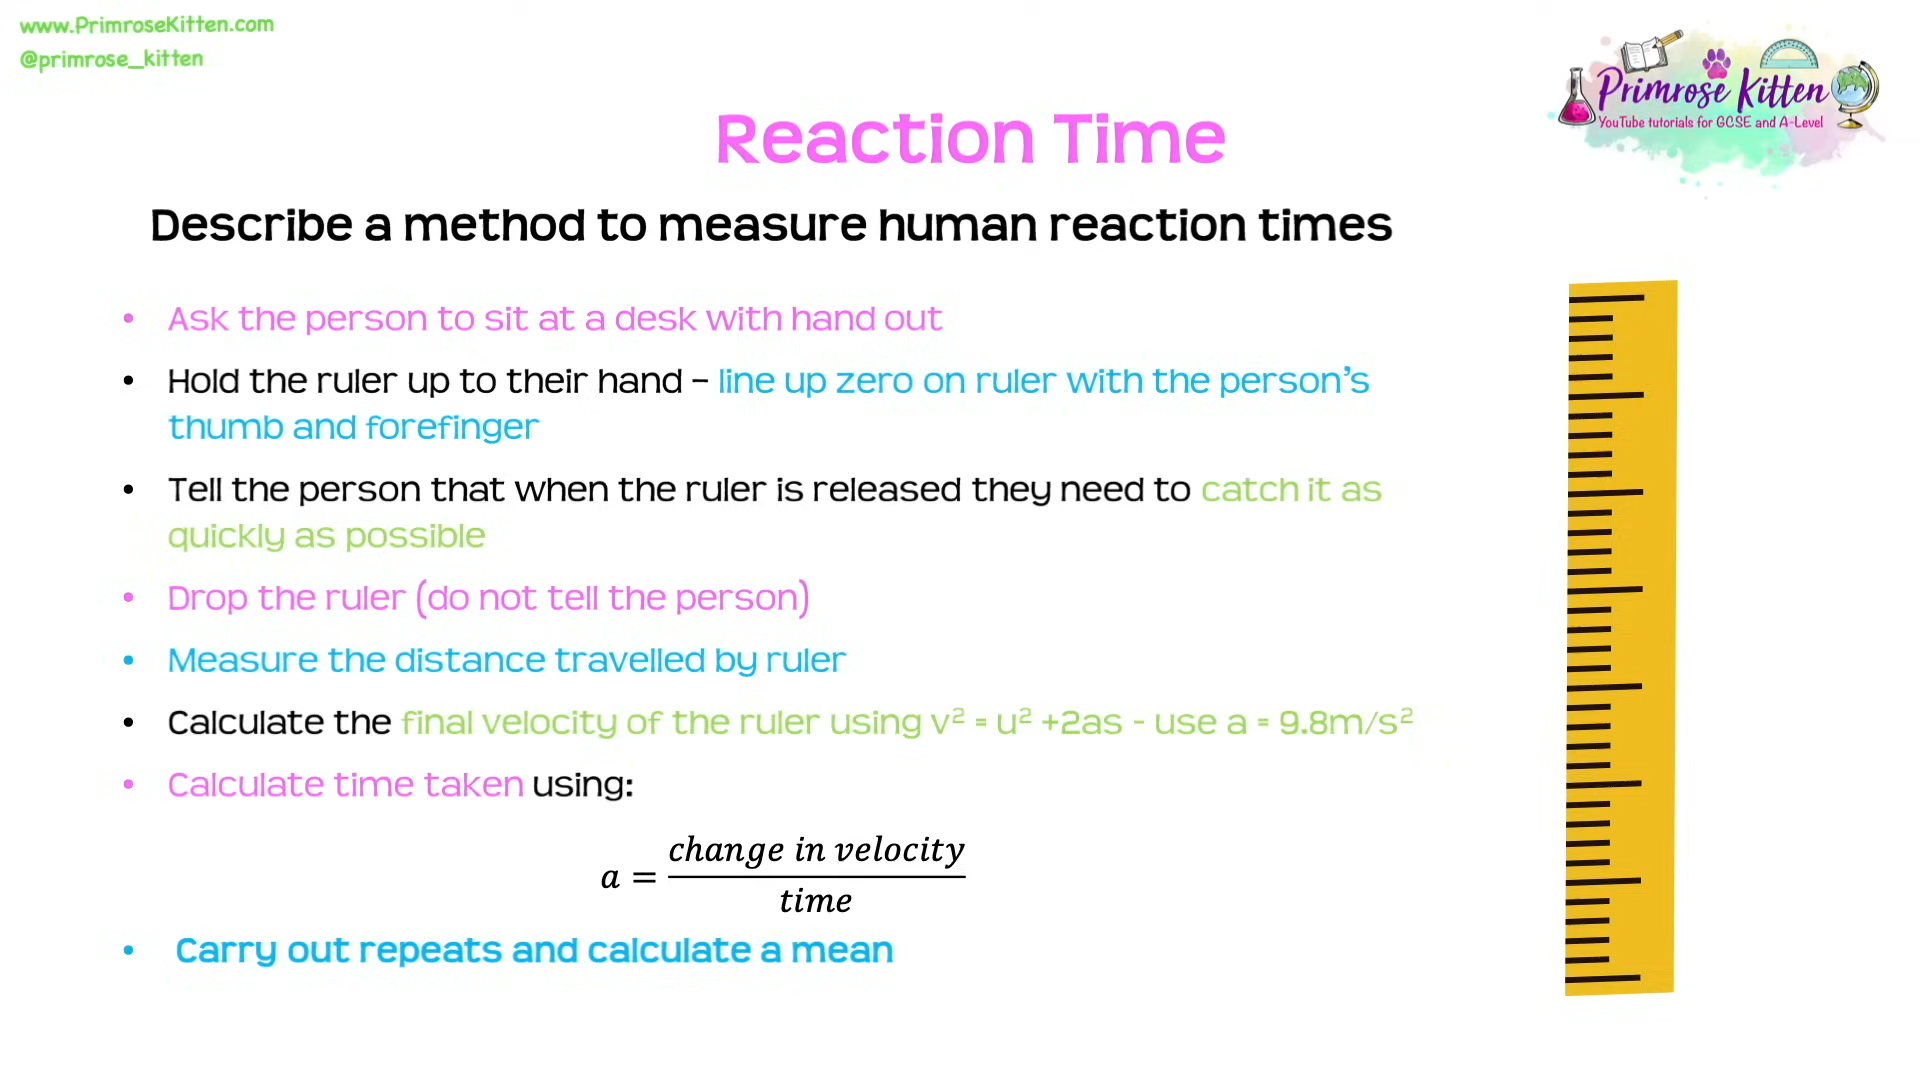 www.PrimroseKitten.com
@primrose_kitten
Primrose Kitten
YouTube tutorials for GCSE and A-Level
Reaction Time
Describe a method to measure human reaction times
• Ask the person to sit at a desk with hand out
• Hold the ruler up to their hand – line up zero on ruler with the person’s
thumb and forefinger
• Tell the person that when the ruler is released they need to catch it as
quickly as possible
• Drop the ruler (do not tell the person)
• Measure the distance travelled by ruler
• Calculate the final velocity of the ruler using v² = u² +2as - use a = 9.8m/s²
• Calculate time taken using:
a = change in velocity / time
• Carry out repeats and calculate a mean